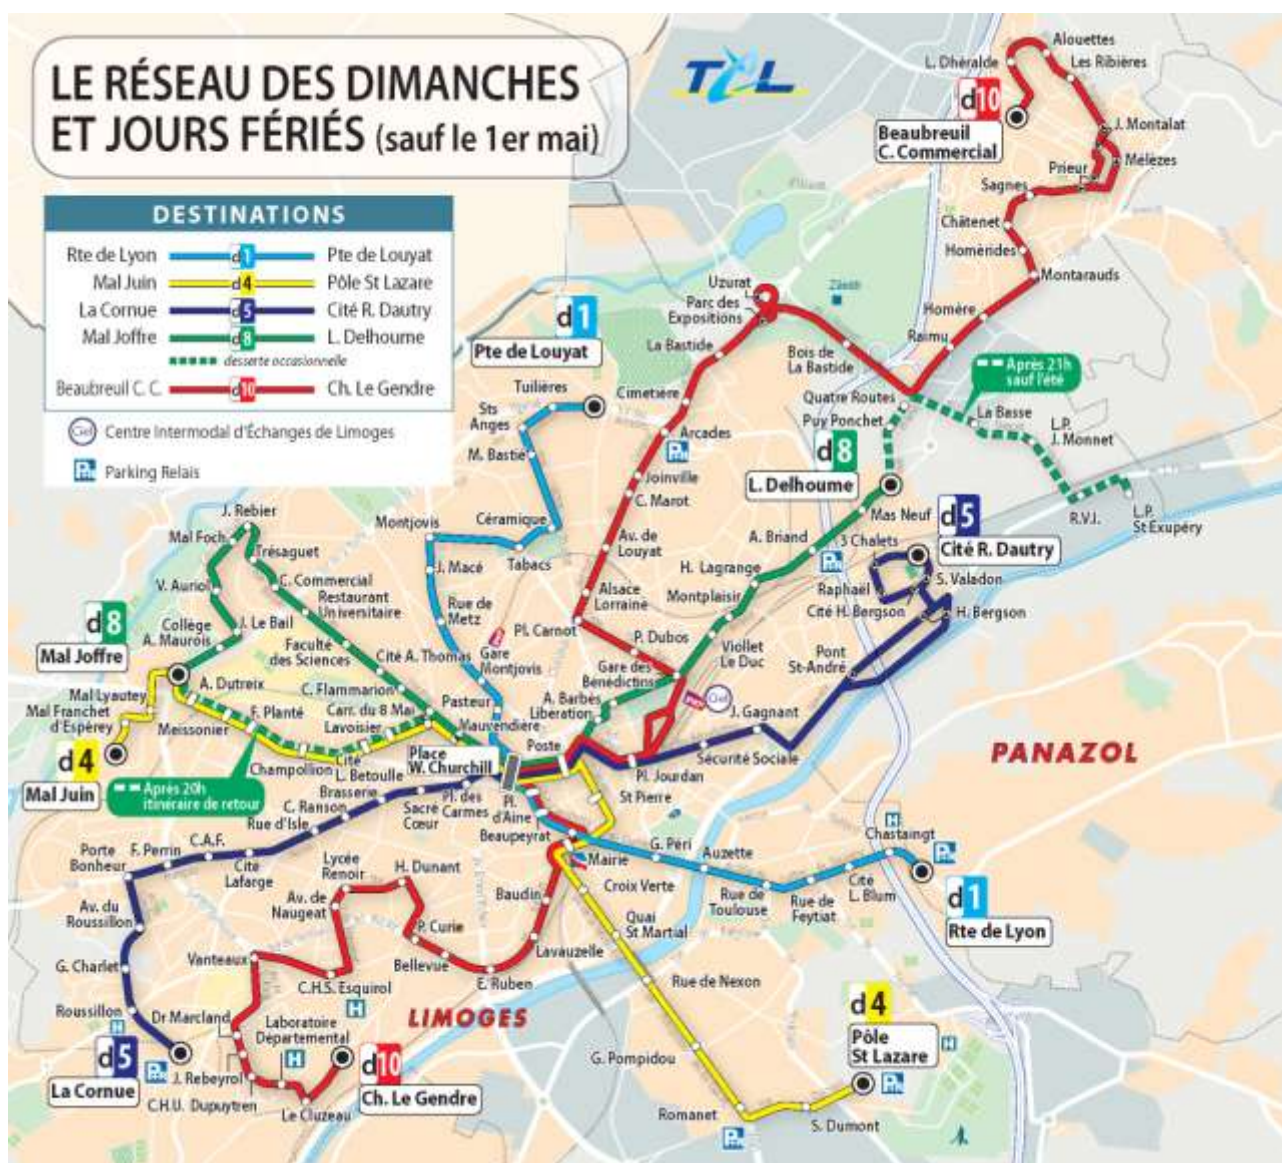 LE RÉSEAU DES DIMANCHES
ET JOURS FÉRIÉS (sauf le 1er mai)
TCL
DESTINATIONS
Rte de Lyon d1 Pte de Louyat
Mal Juin d4 Pôle St Lazare
La Cornue d5 Cité R. Dautry
Mal Joffre d8 L. Delhoume
desserte occasionnelle
Beaubreuil C. C. d10 Ch. Le Gendre
Ciel Centre Intermodal d'Échanges de Limoges
Parking Relais
Alouettes
L. Dhéralde
Les Ribières
d10
Beaubreuil
C. Commercial
J. Montalat
Mélèzes
Prieur
Sagnes
Châtenet
Homérides
Montarauds
Homère
Raimu
Uzurat
Parc des
Expositions
Zénith
La Bastide
Bois de
La Bastide
Après 21h
sauf l'été
d1
Pte de Louyat
Tuilières
Cimetière
Quatre Routes
Puy Ponchet
La Basse
L.P.
J. Monnet
Sts
Anges
Arcades
M. Bastié
d8
L. Delhoume
Joinville
C. Marot
R.V.I.
L.P.
St Exupéry
J. Rebier
Montjovis
Céramique
Mas Neuf
d5
Cité R. Dautry
Mal Foch
Trésaguet
Tabacs
Av. de
Louyat
A. Briand
3 Chalets
J. Macé
H. Lagrange
S. Valadon
V. Auriol
C. Commercial
Restaurant
Universitaire
Rue de
Metz
Alsace
Lorraine
Montplaisir
Raphaël
Cité H. Bergson
H. Bergson
d8
Mal Joffre
Collège
A. Maurois
J. Le Bail
Faculté
des Sciences
Cité A. Thomas
Gare
Montjovis
Pl. Carnot
P. Dubos
Viollet
Le Duc
Pont
St-André
Gare des
Bénédictins
Mal Lyautey
A. Dutreix
C. Flammarion
Pasteur
A. Barbès
Libération
Ciel
Mal Franchet
d'Espérey
F. Planté
Carr. du 8 Mai
Lavoisier
Mauvendière
J. Gagnant
Meissonier
PANAZOL
d4
Mal Juin
Champollion
Cité
L. Betoulle
Place
W. Churchill
Poste
Sécurité Sociale
Pl. Jourdan
Après 20h
itinéraire de retour
Brasserie
C. Ranson
Rue d'Isle
Sacré
Cœur
Pl. des
Carmes
Pl.
d'Aine
St Pierre
Beaupeyrat
C.A.F.
F. Perrin
Porte
Bonheur
Cité
Lafarge
Lycée
Renoir
H. Dunant
Mairie
G. Péri
Auzette
Chastaingt
Av. de
Naugeat
Baudin
Croix Verte
Rue de
Toulouse
Rue de
Feytiat
Cité
L. Blum
Av. du
Roussillon
P. Curie
Quai
St Martial
d1
Rte de Lyon
G. Charlet
Vanteaux
Bellevue
Lavauzelle
C.H.S. Esquirol
E. Ruben
Rue de Nexon
Roussillon
Dr Marcland
Laboratoire
Départemental
LIMOGES
d4
Pôle
St Lazare
d5
La Cornue
J. Rebeyrol
C.H.U. Dupuytren
Le Cluzeau
d10
Ch. Le Gendre
G. Pompidou
Romanet
S. Dumont